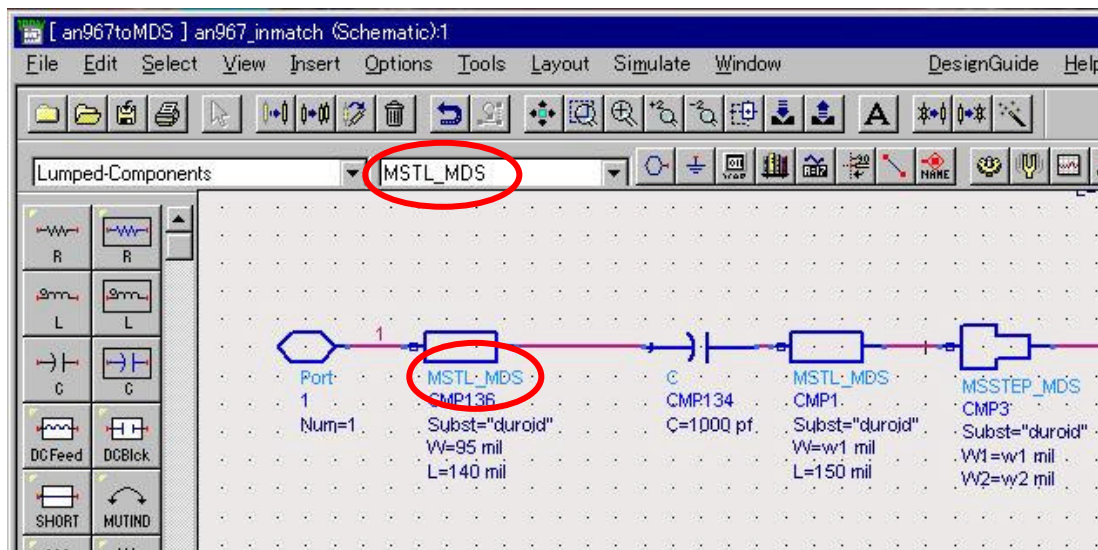 [ an967toMDS ] an967_inmatch (Schematic):1
File Edit Select View Insert Options Tools Layout Simulate Window DesignGuide Help
A
NAME
Lumped-Components MSTL_MDS
R R
L L
C C
DCFeed DCBlck
SHORT MUTIND
1
Port
1
Num=1
MSTL_MDS
CMP136
Subst="duroid"
W=95 mil
L=140 mil
C
CMP134
C=1000 pf
MSTL_MDS
CMP1
Subst="duroid"
W=w1 mil
L=150 mil
MSSTEP_MDS
CMP3
Subst="duroid"
W1=w1 mil
W2=w2 mil